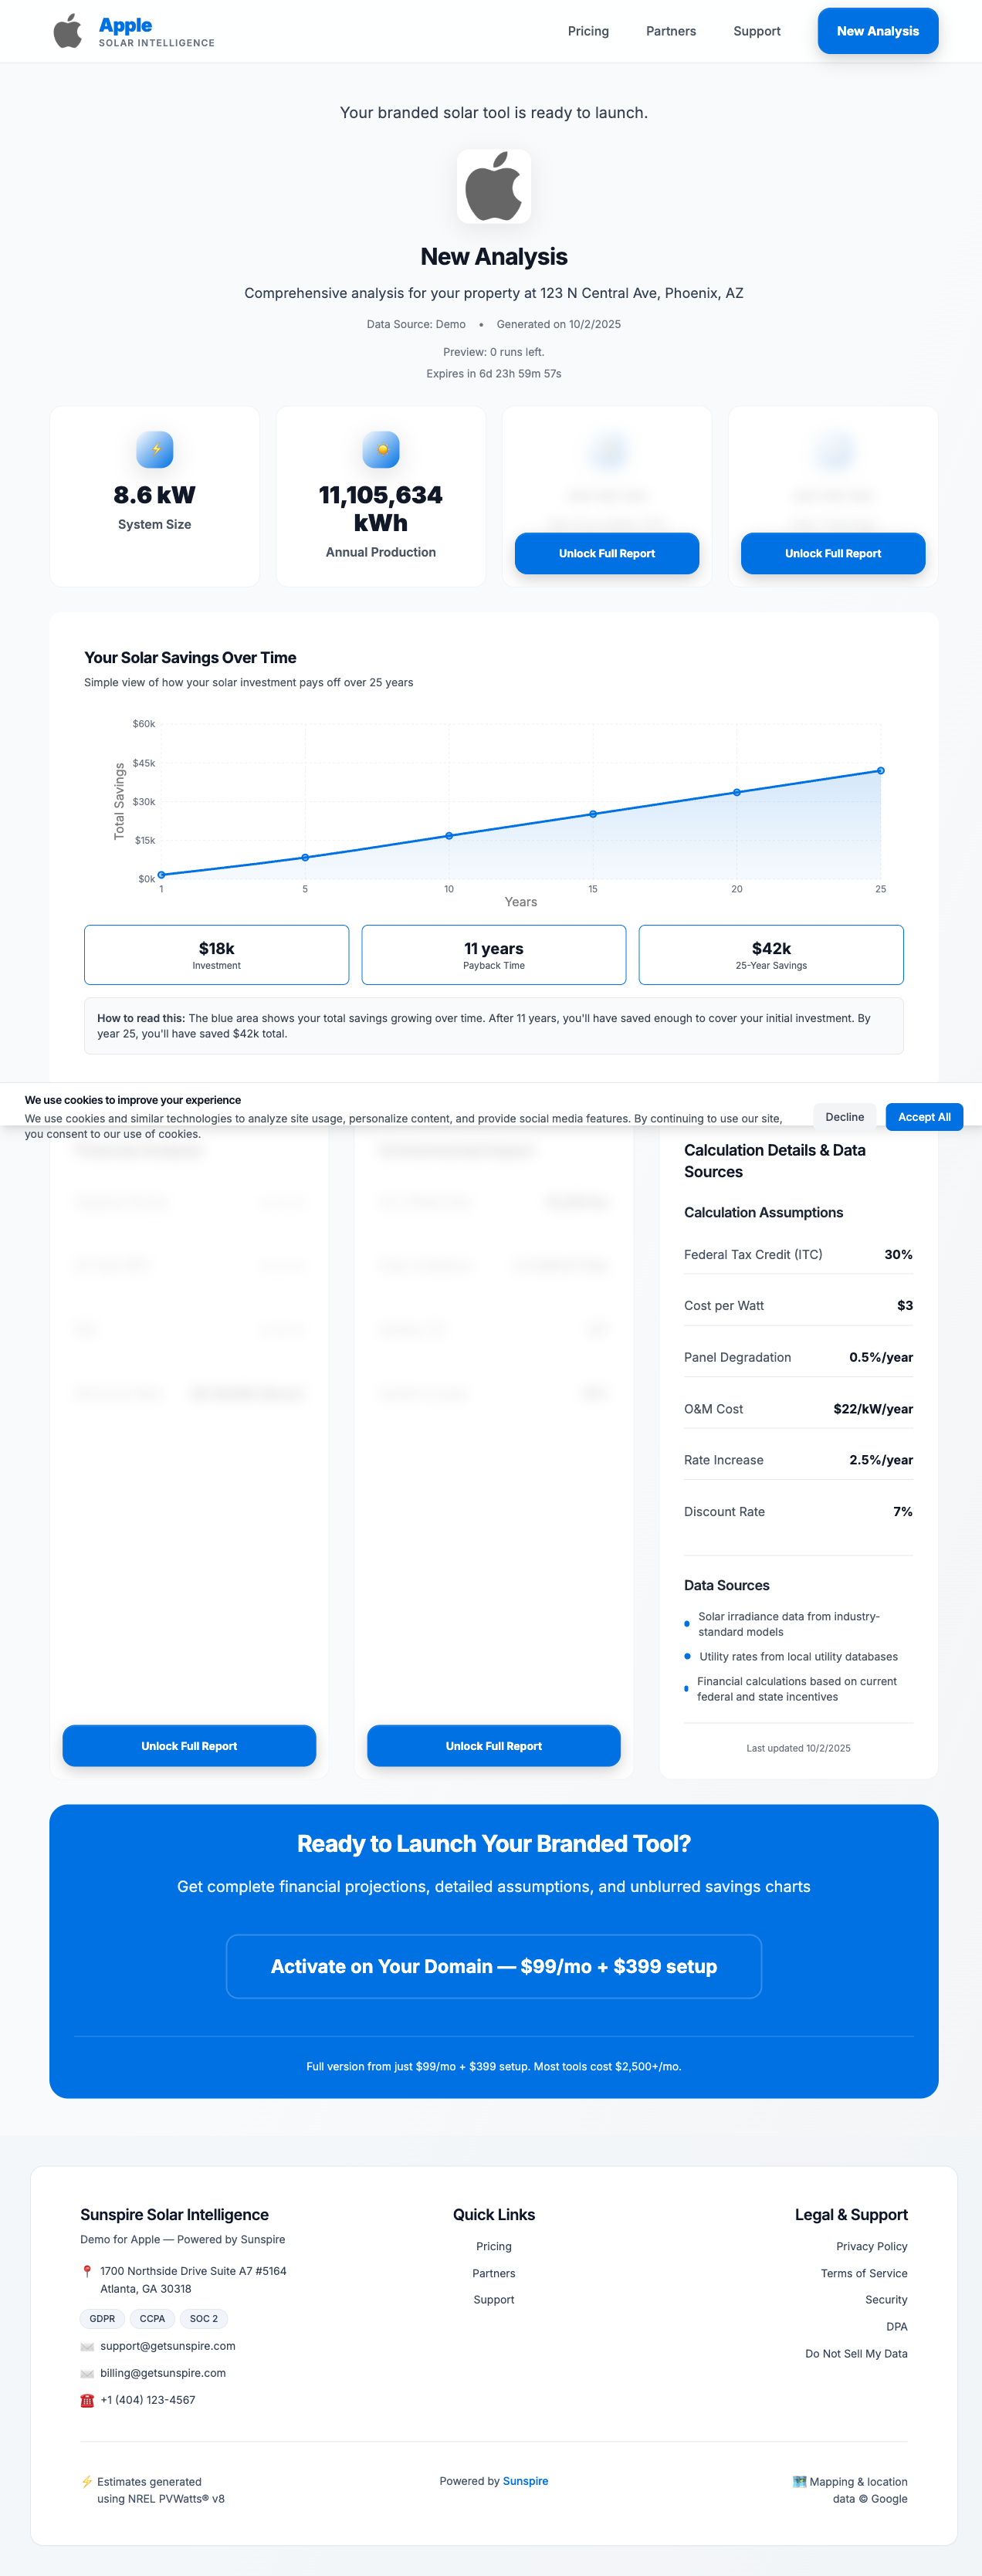 Apple
SOLAR INTELLIGENCE
Pricing
Partners
Support
New Analysis
Your branded solar tool is ready to launch.
New Analysis
Comprehensive analysis for your property at 123 N Central Ave, Phoenix, AZ
Data Source: Demo • Generated on 10/2/2025
Preview: 0 runs left.
Expires in 6d 23h 59m 57s
8.6 kW
System Size
11,105,634
kWh
Annual Production
Unlock Full Report
Unlock Full Report
Your Solar Savings Over Time
Simple view of how your solar investment pays off over 25 years
Total Savings
$60k
$45k
$30k
$15k
$0k
1
5
10
15
20
25
Years
$18k
Investment
11 years
Payback Time
$42k
25-Year Savings
How to read this: The blue area shows your total savings growing over time. After 11 years, you'll have saved enough to cover your initial investment. By
year 25, you'll have saved $42k total.
We use cookies to improve your experience
We use cookies and similar technologies to analyze site usage, personalize content, and provide social media features. By continuing to use our site,
you consent to our use of cookies.
Decline
Accept All
Calculation Details & Data
Sources
Calculation Assumptions
Federal Tax Credit (ITC) 30%
Cost per Watt $3
Panel Degradation 0.5%/year
O&M Cost $22/kW/year
Rate Increase 2.5%/year
Discount Rate 7%
Data Sources
Solar irradiance data from industry-
standard models
Utility rates from local utility databases
Financial calculations based on current
federal and state incentives
Last updated 10/2/2025
Unlock Full Report
Unlock Full Report
Ready to Launch Your Branded Tool?
Get complete financial projections, detailed assumptions, and unblurred savings charts
Activate on Your Domain — $99/mo + $399 setup
Full version from just $99/mo + $399 setup. Most tools cost $2,500+/mo.
Sunspire Solar Intelligence
Demo for Apple — Powered by Sunspire
1700 Northside Drive Suite A7 #5164
Atlanta, GA 30318
GDPR
CCPA
SOC 2
support@getsunspire.com
billing@getsunspire.com
+1 (404) 123-4567
Quick Links
Pricing
Partners
Support
Legal & Support
Privacy Policy
Terms of Service
Security
DPA
Do Not Sell My Data
Estimates generated
using NREL PVWatts® v8
Powered by Sunspire
Mapping & location
data © Google